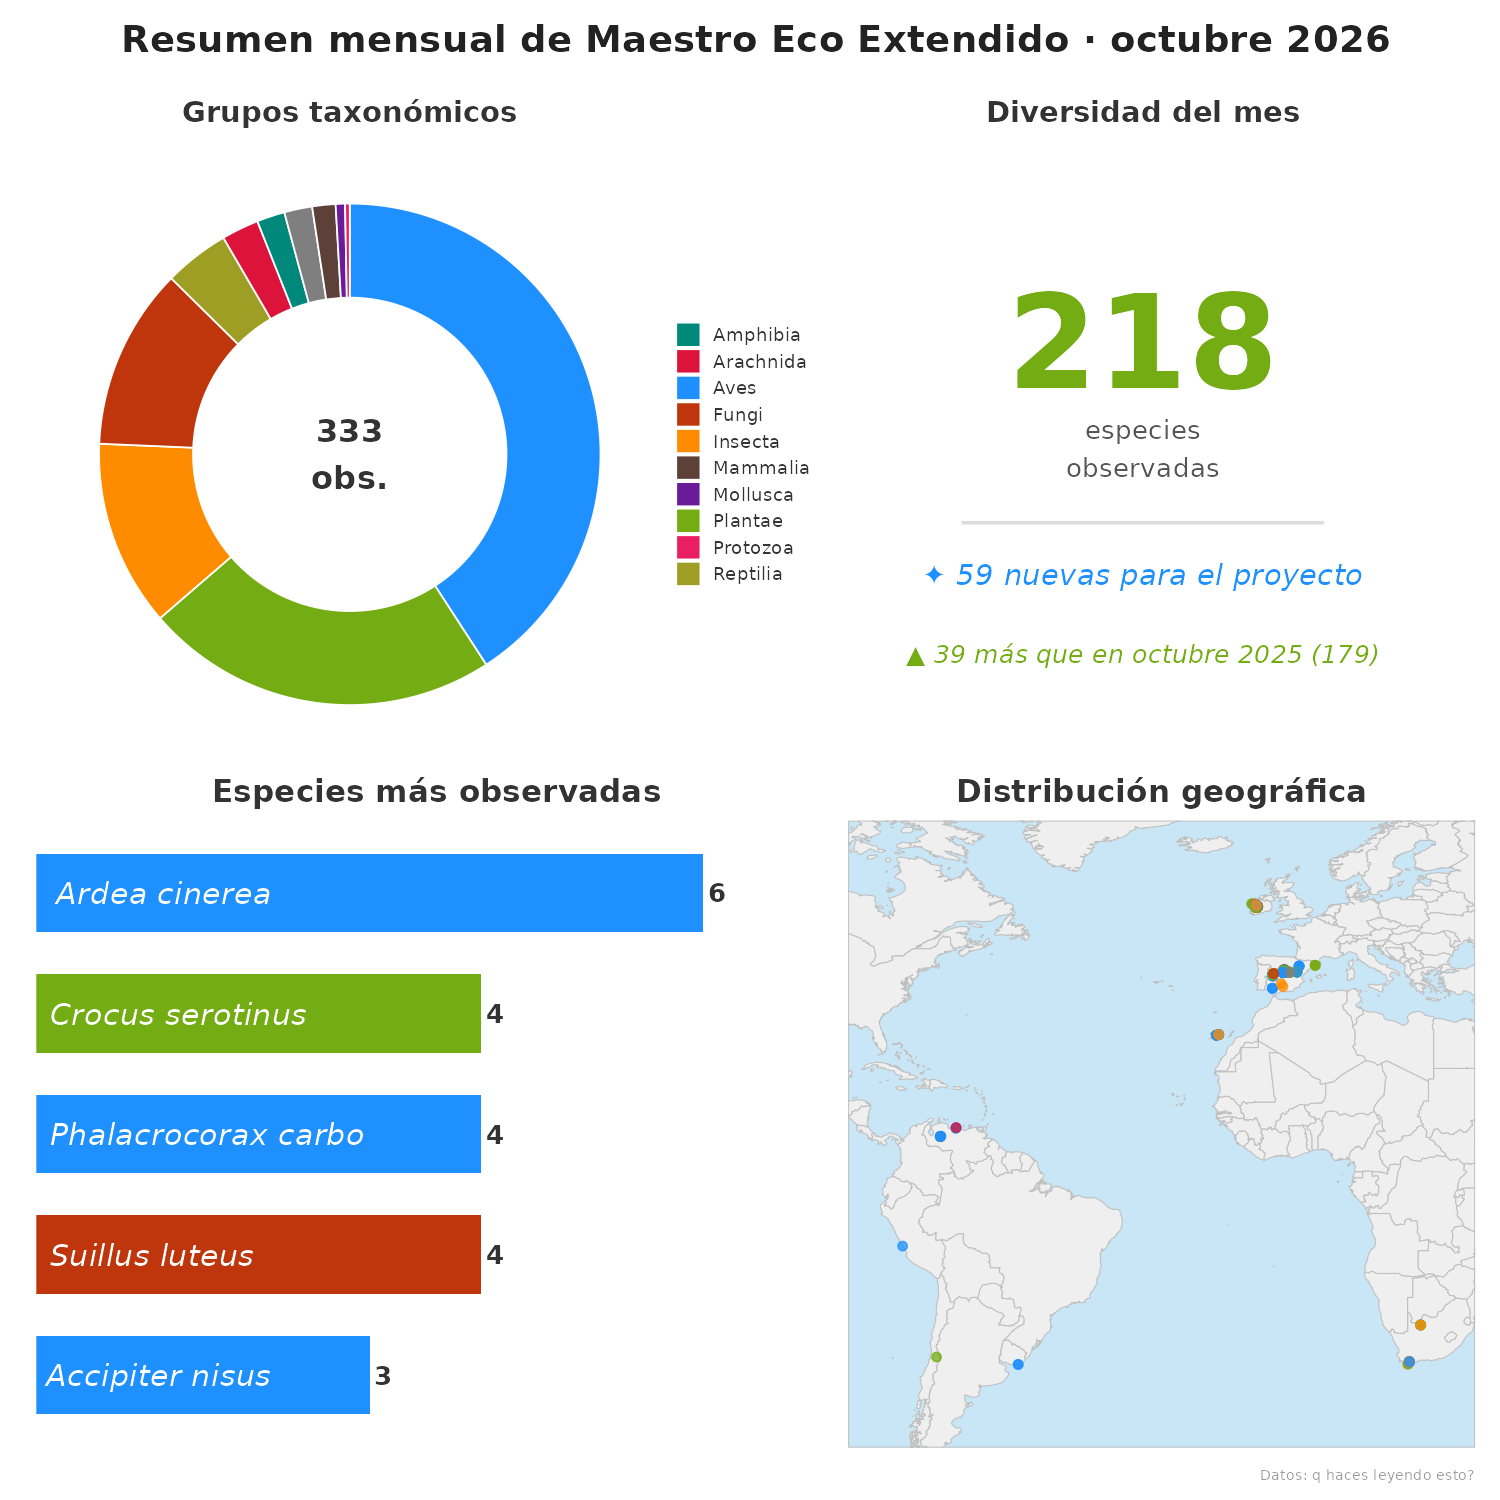 Resumen mensual de Maestro Eco Extendido · octubre 2026
Grupos taxonómicos
333
obs.
Amphibia
Arachnida
Aves
Fungi
Insecta
Mammalia
Mollusca
Plantae
Protozoa
Reptilia
Diversidad del mes
218
especies
observadas
✦ 59 nuevas para el proyecto
▲ 39 más que en octubre 2025 (179)
Especies más observadas
Ardea cinerea 6
Crocus serotinus 4
Phalacrocorax carbo 4
Suillus luteus 4
Accipiter nisus 3
Distribución geográfica
Datos: q haces leyendo esto?